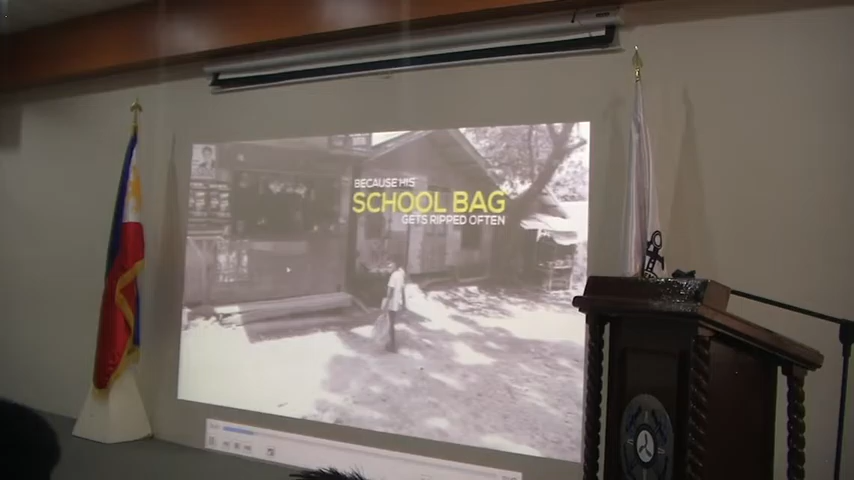 BECAUSE HIS
SCHOOL BAG
GETS RIPPED OFTEN